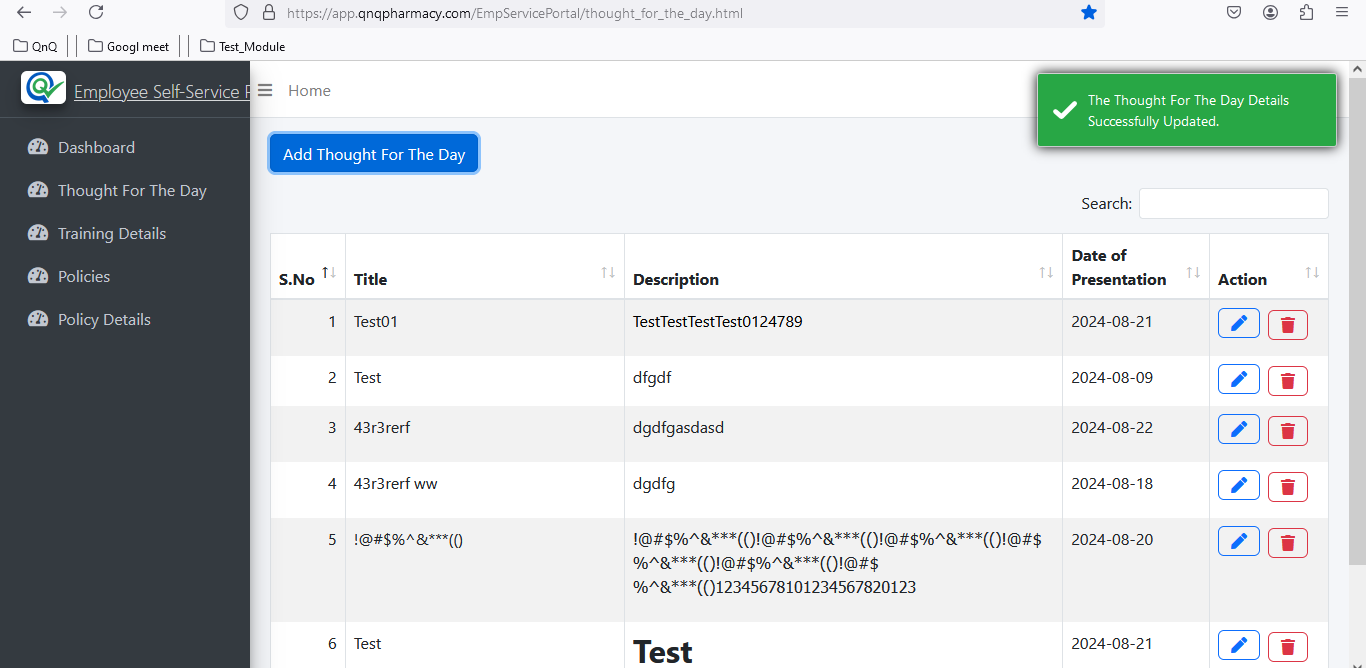 https://app.qnqpharmacy.com/EmpServicePortal/thought_for_the_day.html
QnQ
Googl meet
Test_Module
Employee Self-Service
Home
The Thought For The Day Details
Successfully Updated.
Dashboard
Thought For The Day
Training Details
Policies
Policy Details
Add Thought For The Day
Search:
S.No Title Description Date of Presentation Action
1 Test01 TestTestTestTest0124789 2024-08-21
2 Test dfgdf 2024-08-09
3 43r3rerf dgdfgasdasd 2024-08-22
4 43r3rerf ww dgdfg 2024-08-18
5 !@#$%^&***(() !@#$%^&***(()!@#$%^&***(()!@#$%^&***(()!@#$ 2024-08-20
%^&***(()!@#$%^&***(()!@#$
%^&***(()12345678101234567820123
6 Test Test 2024-08-21